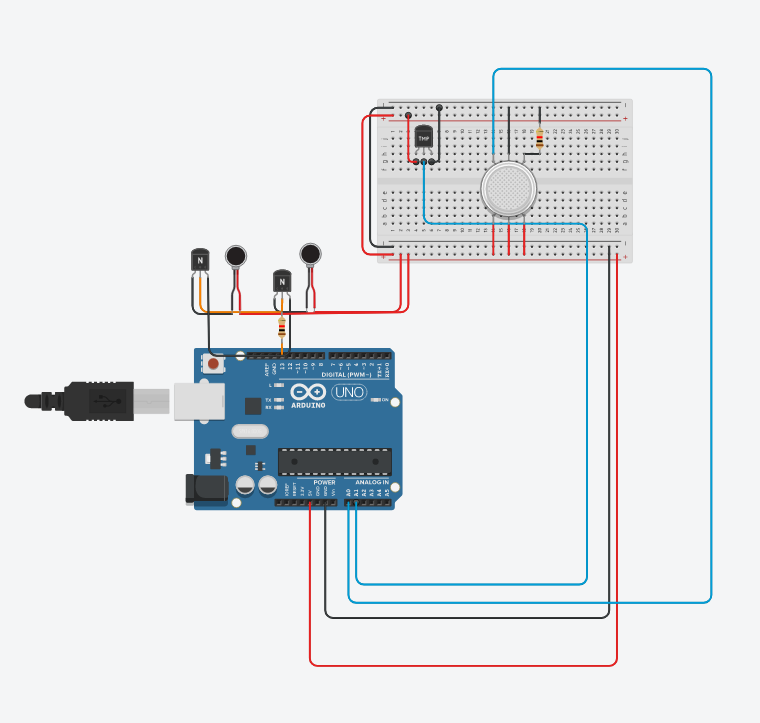 TMP
N
N
AREF
GND
13
12
~11
~10
~9
8
7
~6
~5
4
~3
2
TX→1
RX←0
DIGITAL (PWM~)
L
TX
RX
UNO
ON
ARDUINO
POWER
ANALOG IN
IOREF
RESET
3.3V
5V
GND
GND
Vin
A0
A1
A2
A3
A4
A5